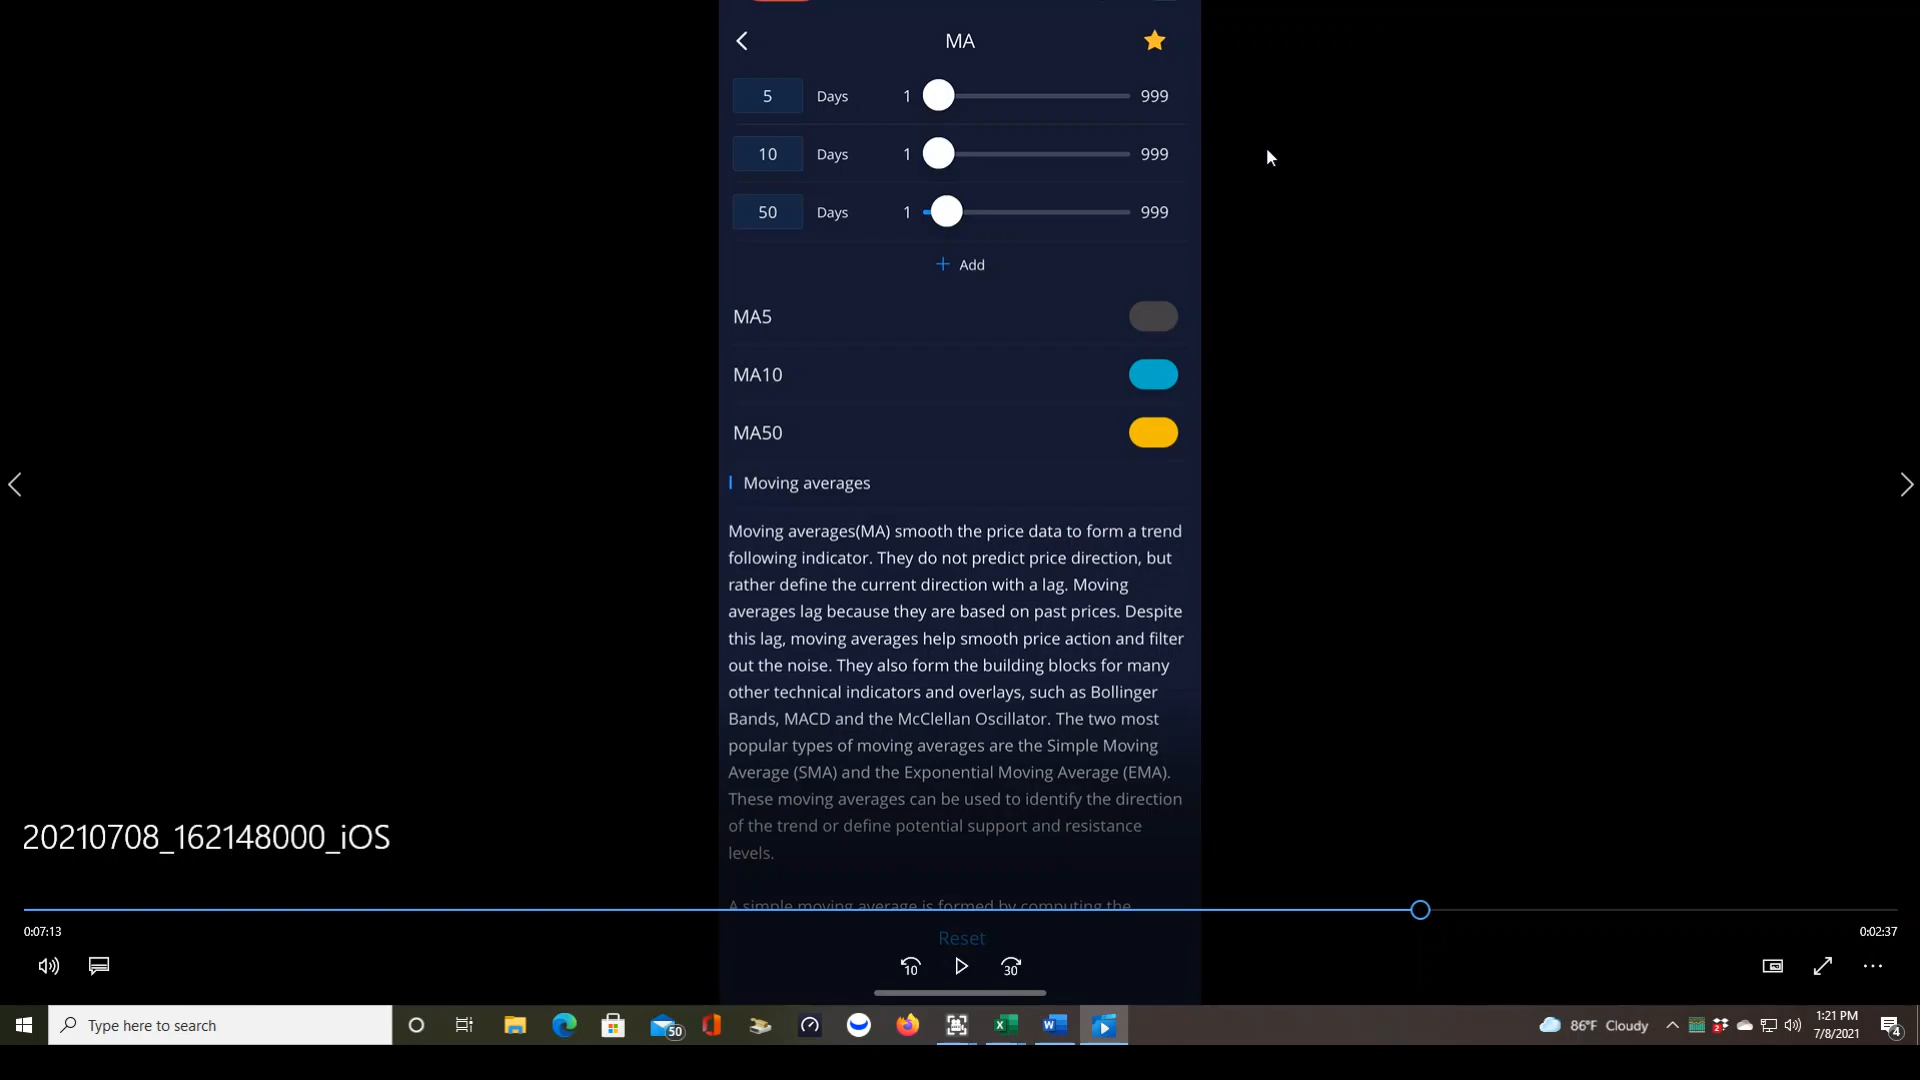 MA
5 Days 1 999
10 Days 1 999
50 Days 1 999
+ Add
MA5
MA10
MA50
Moving averages
Moving averages(MA) smooth the price data to form a trend
following indicator. They do not predict price direction, but
rather define the current direction with a lag. Moving
averages lag because they are based on past prices. Despite
this lag, moving averages help smooth price action and filter
out the noise. They also form the building blocks for many
other technical indicators and overlays, such as Bollinger
Bands, MACD and the McClellan Oscillator. The two most
popular types of moving averages are the Simple Moving
Average (SMA) and the Exponential Moving Average (EMA).
These moving averages can be used to identify the direction
of the trend or define potential support and resistance
levels.
A simple moving average is formed by computing the
20210708_162148000_iOS
0:07:13
0:02:37
Reset
10
30
Type here to search
50
86°F Cloudy
2
1:21 PM
7/8/2021
4